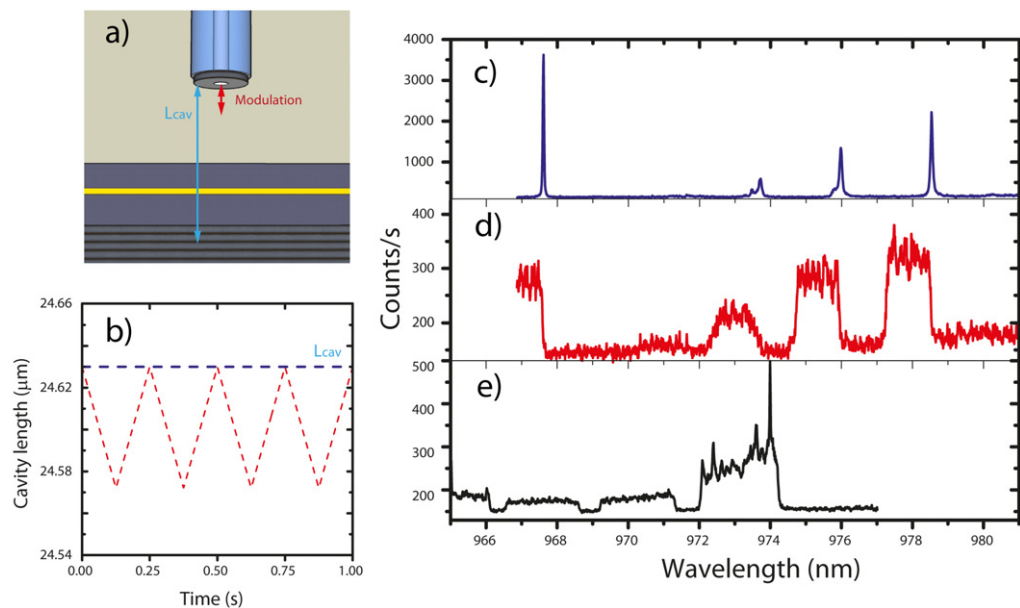 a)
Modulation
Lcav
b)
24.66
24.62
24.58
24.54
Cavity length (µm)
Lcav
0.00 0.25 0.50 0.75 1.00
Time (s)
c)
4000
3000
2000
1000
d)
400
300
200
Counts/s
e)
500
400
300
200
966 968 970 972 974 976 978 980
Wavelength (nm)